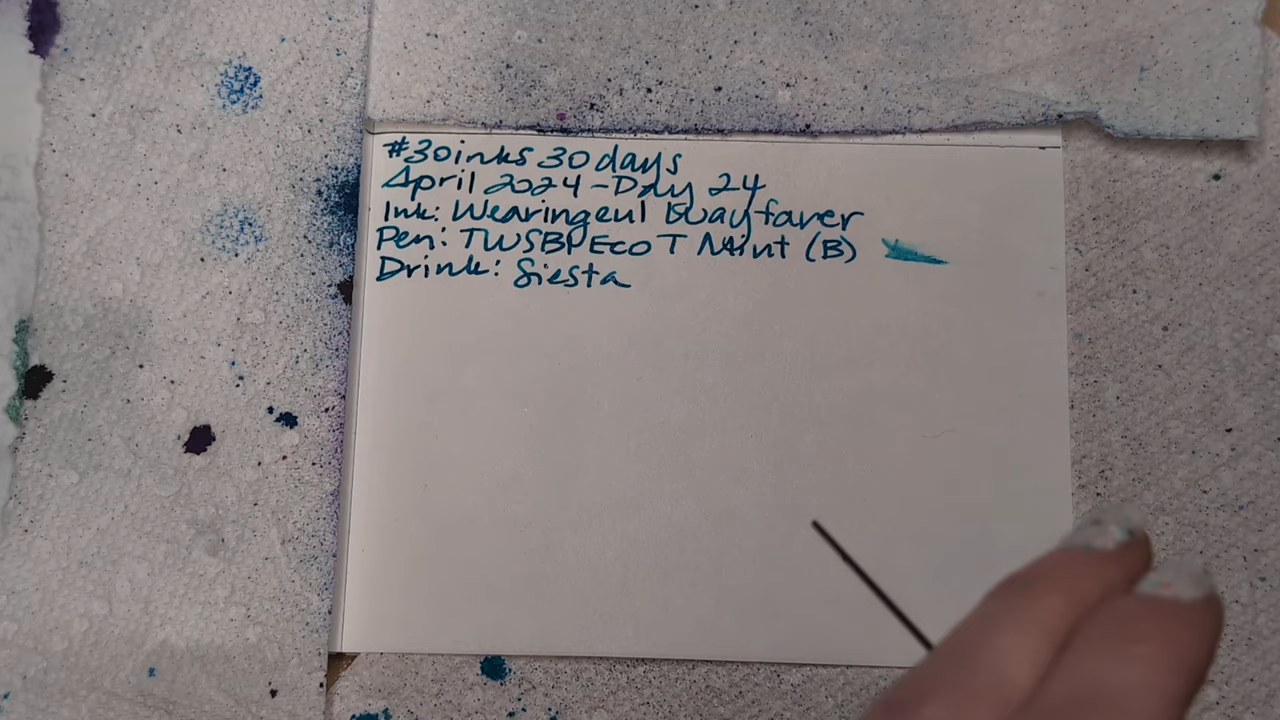 #30inks30days
April 2024-Day 24
Ink: Wearingeul Wayfarer
Pen: TWSBI Eco T Mint (B)
Drink: Siesta